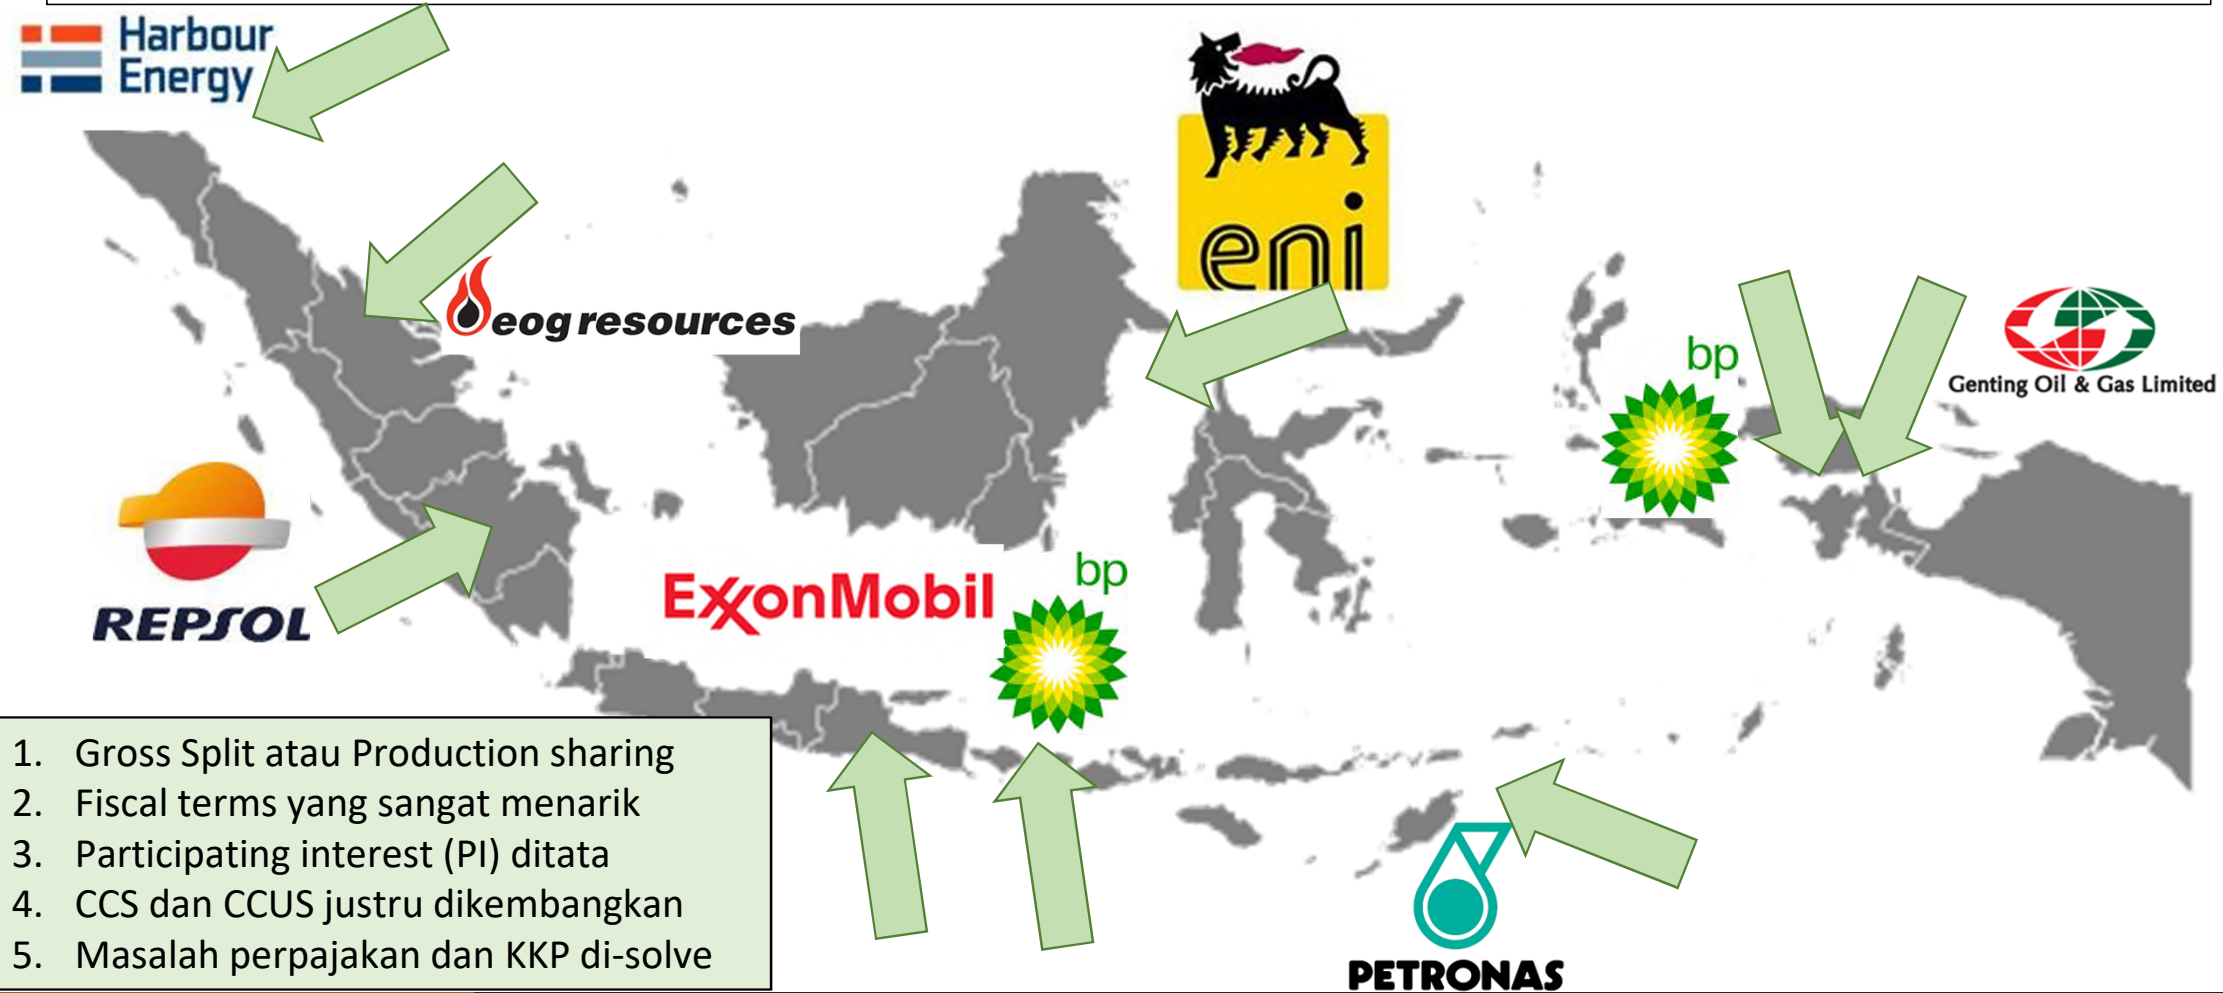 Harbour
Energy
eni
eog resources
bp
Genting Oil & Gas Limited
REPSOL
ExxonMobil
bp
1. Gross Split atau Production sharing
2. Fiscal terms yang sangat menarik
3. Participating interest (PI) ditata
4. CCS dan CCUS justru dikembangkan
5. Masalah perpajakan dan KKP di-solve
PETRONAS